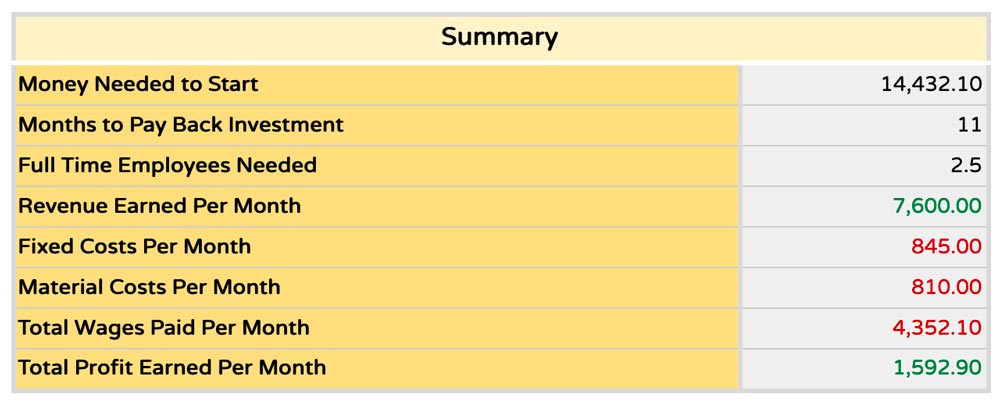 Summary
Money Needed to Start 14,432.10
Months to Pay Back Investment 11
Full Time Employees Needed 2.5
Revenue Earned Per Month 7,600.00
Fixed Costs Per Month 845.00
Material Costs Per Month 810.00
Total Wages Paid Per Month 4,352.10
Total Profit Earned Per Month 1,592.90